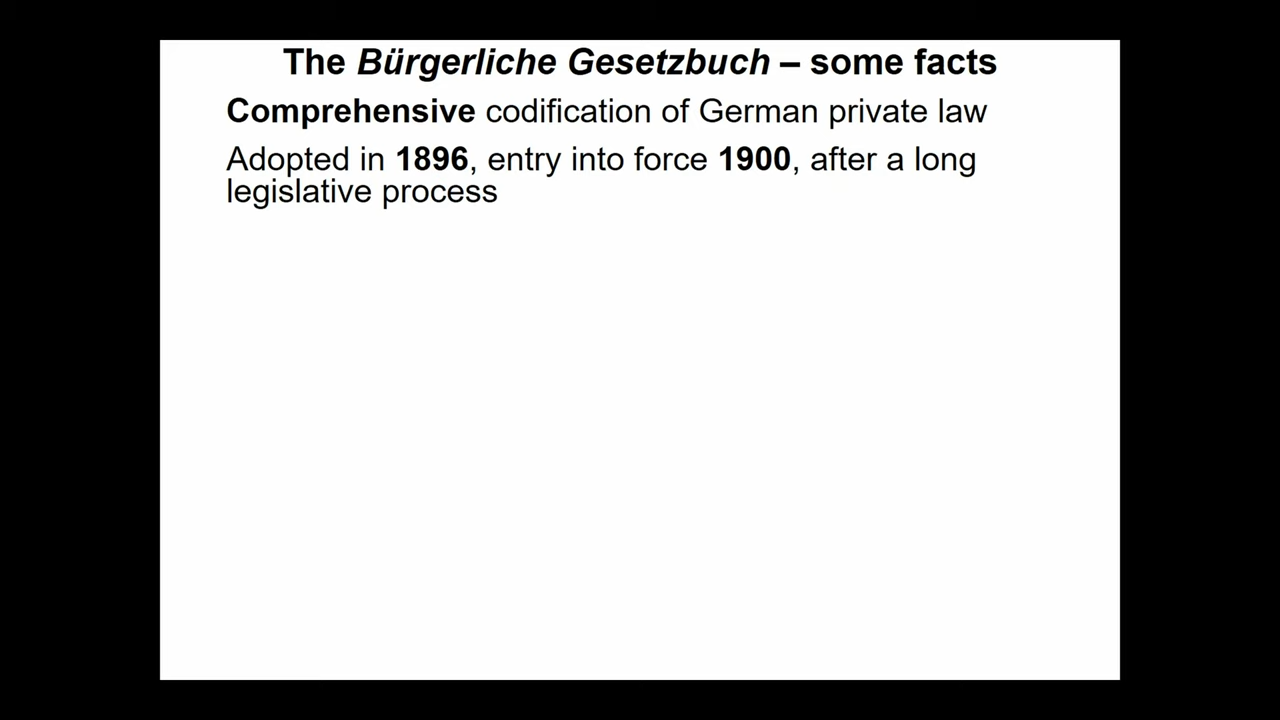 The Bürgerliche Gesetzbuch – some facts
Comprehensive codification of German private law
Adopted in 1896, entry into force 1900, after a long
legislative process